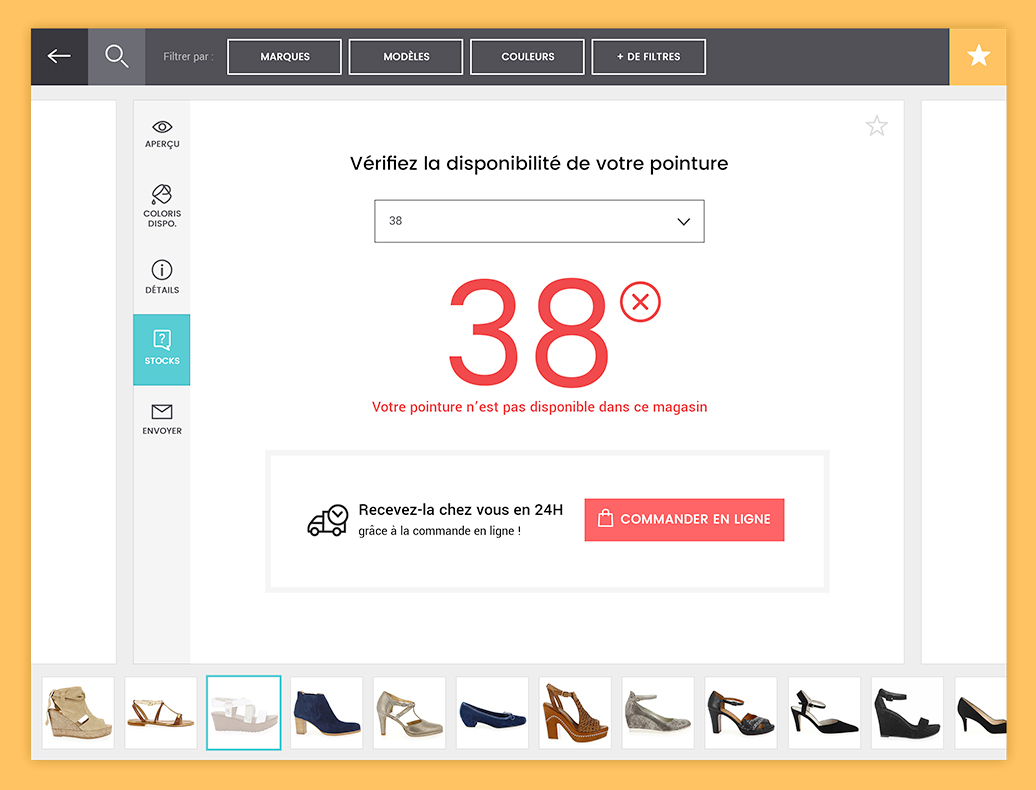 Filtrer par :
MARQUES
MODÈLES
COULEURS
+ DE FILTRES
APERÇU
COLORIS
DISPO.
DÉTAILS
STOCKS
ENVOYER
Vérifiez la disponibilité de votre pointure
38
38
Votre pointure n'est pas disponible dans ce magasin
Recevez-la chez vous en 24H
grâce à la commande en ligne !
COMMANDER EN LIGNE